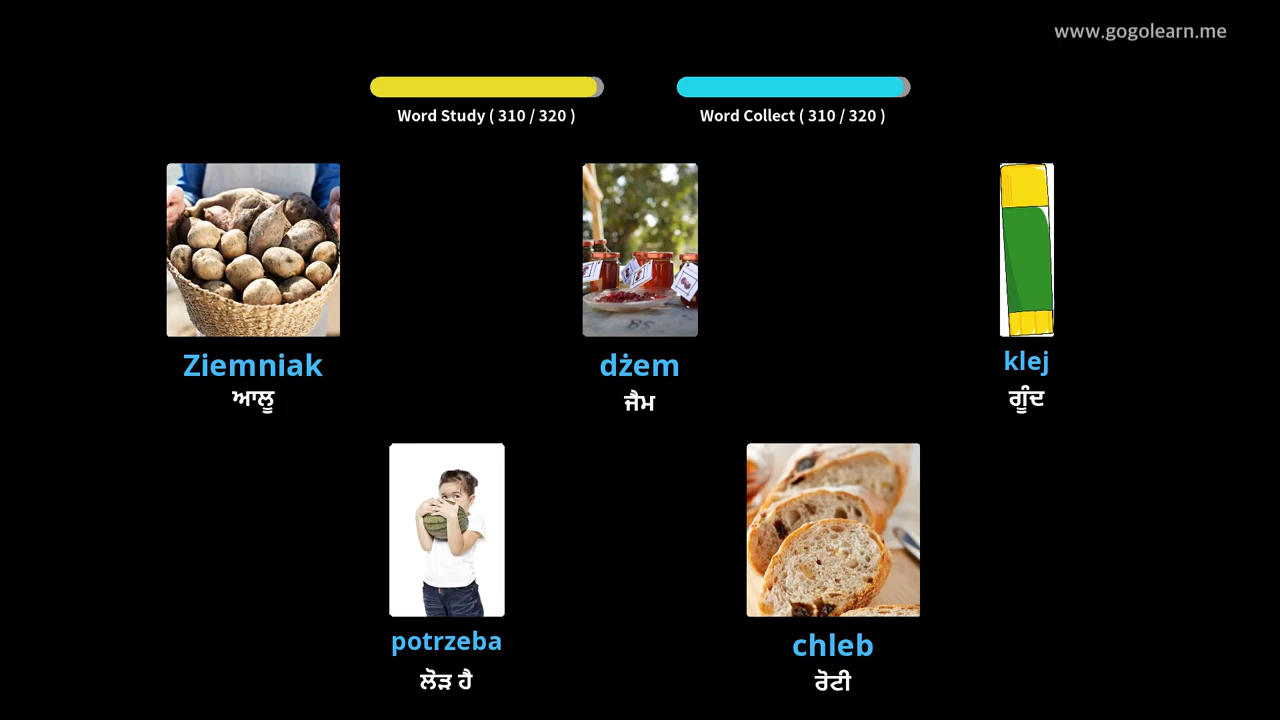 www.gogolearn.me
Word Study ( 310 / 320 )
Word Collect ( 310 / 320 )
Ziemniak
ਆਲੂ
dżem
ਜੈਮ
klej
ਗੂੰਦ
potrzeba
ਲੋੜ ਹੈ
chleb
ਰੋਟੀ